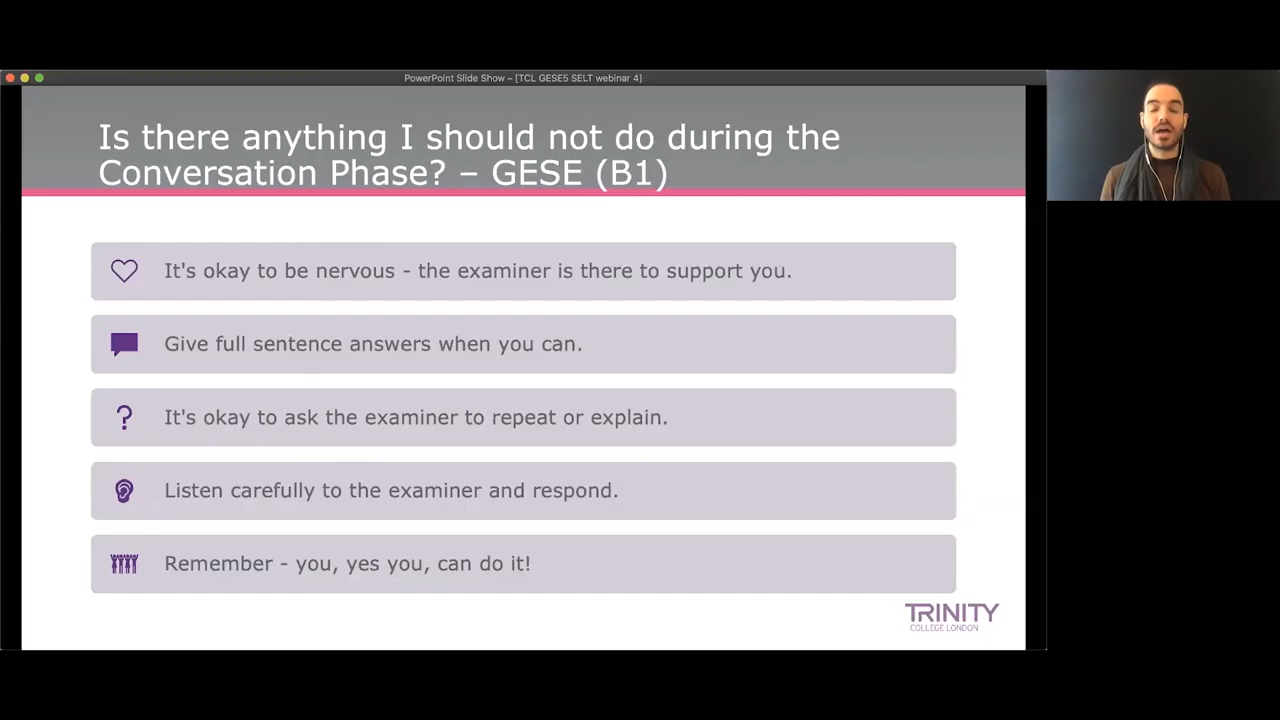 PowerPoint Slide Show – [TCL GESE5 SELT webinar 4]
Is there anything I should not do during the
Conversation Phase? – GESE (B1)
It's okay to be nervous - the examiner is there to support you.
Give full sentence answers when you can.
It's okay to ask the examiner to repeat or explain.
Listen carefully to the examiner and respond.
Remember - you, yes you, can do it!
TRINITY
COLLEGE LONDON